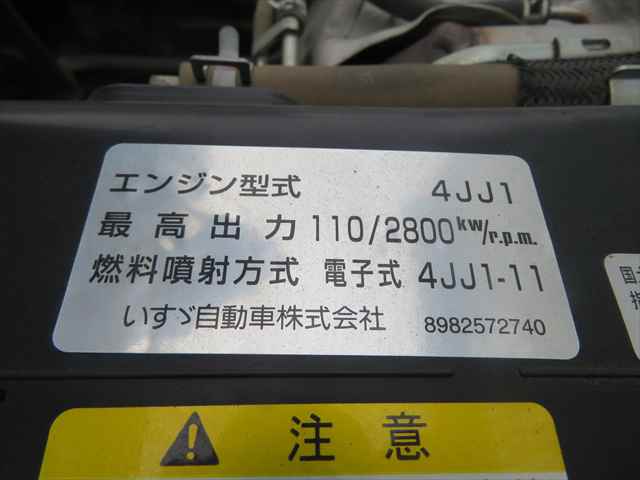 エンジン型式 4JJ1
最高出力 110/2800 kw/r.p.m.
燃料噴射方式 電子式 4JJ1-11
いすゞ自動車株式会社 8982572740
国
指
注意